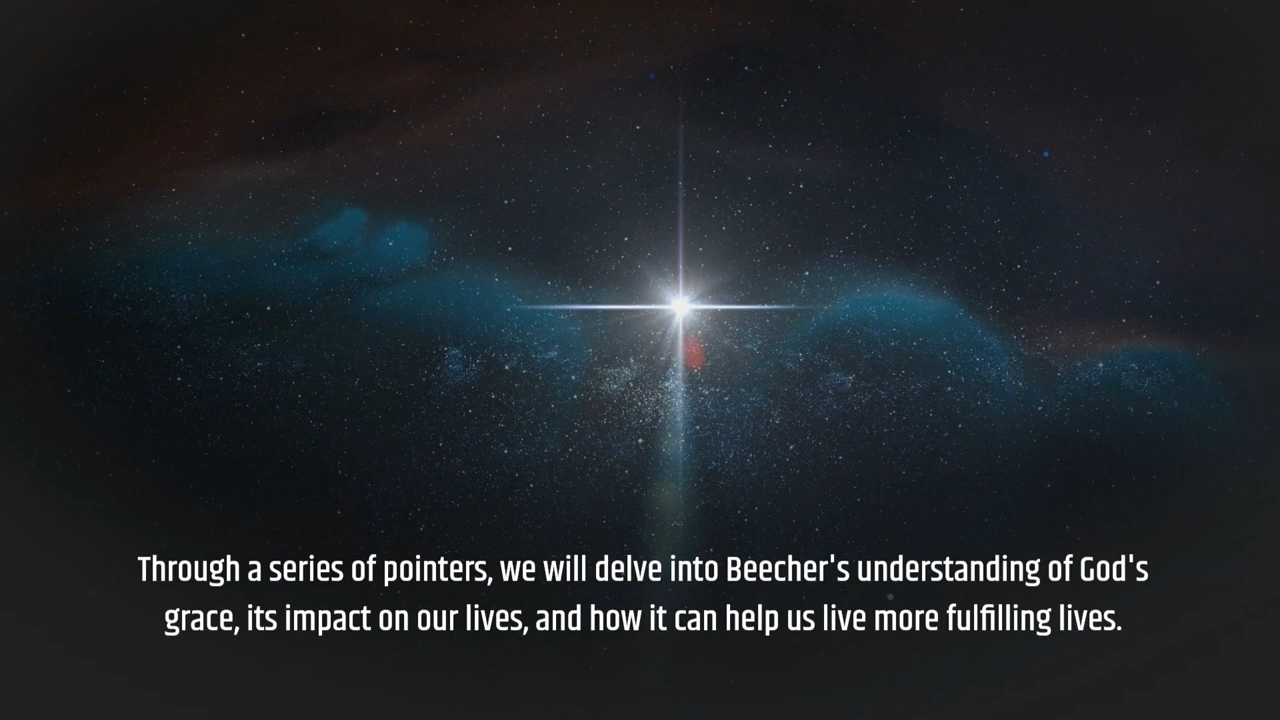 Through a series of pointers, we will delve into Beecher's understanding of God's
grace, its impact on our lives, and how it can help us live more fulfilling lives.